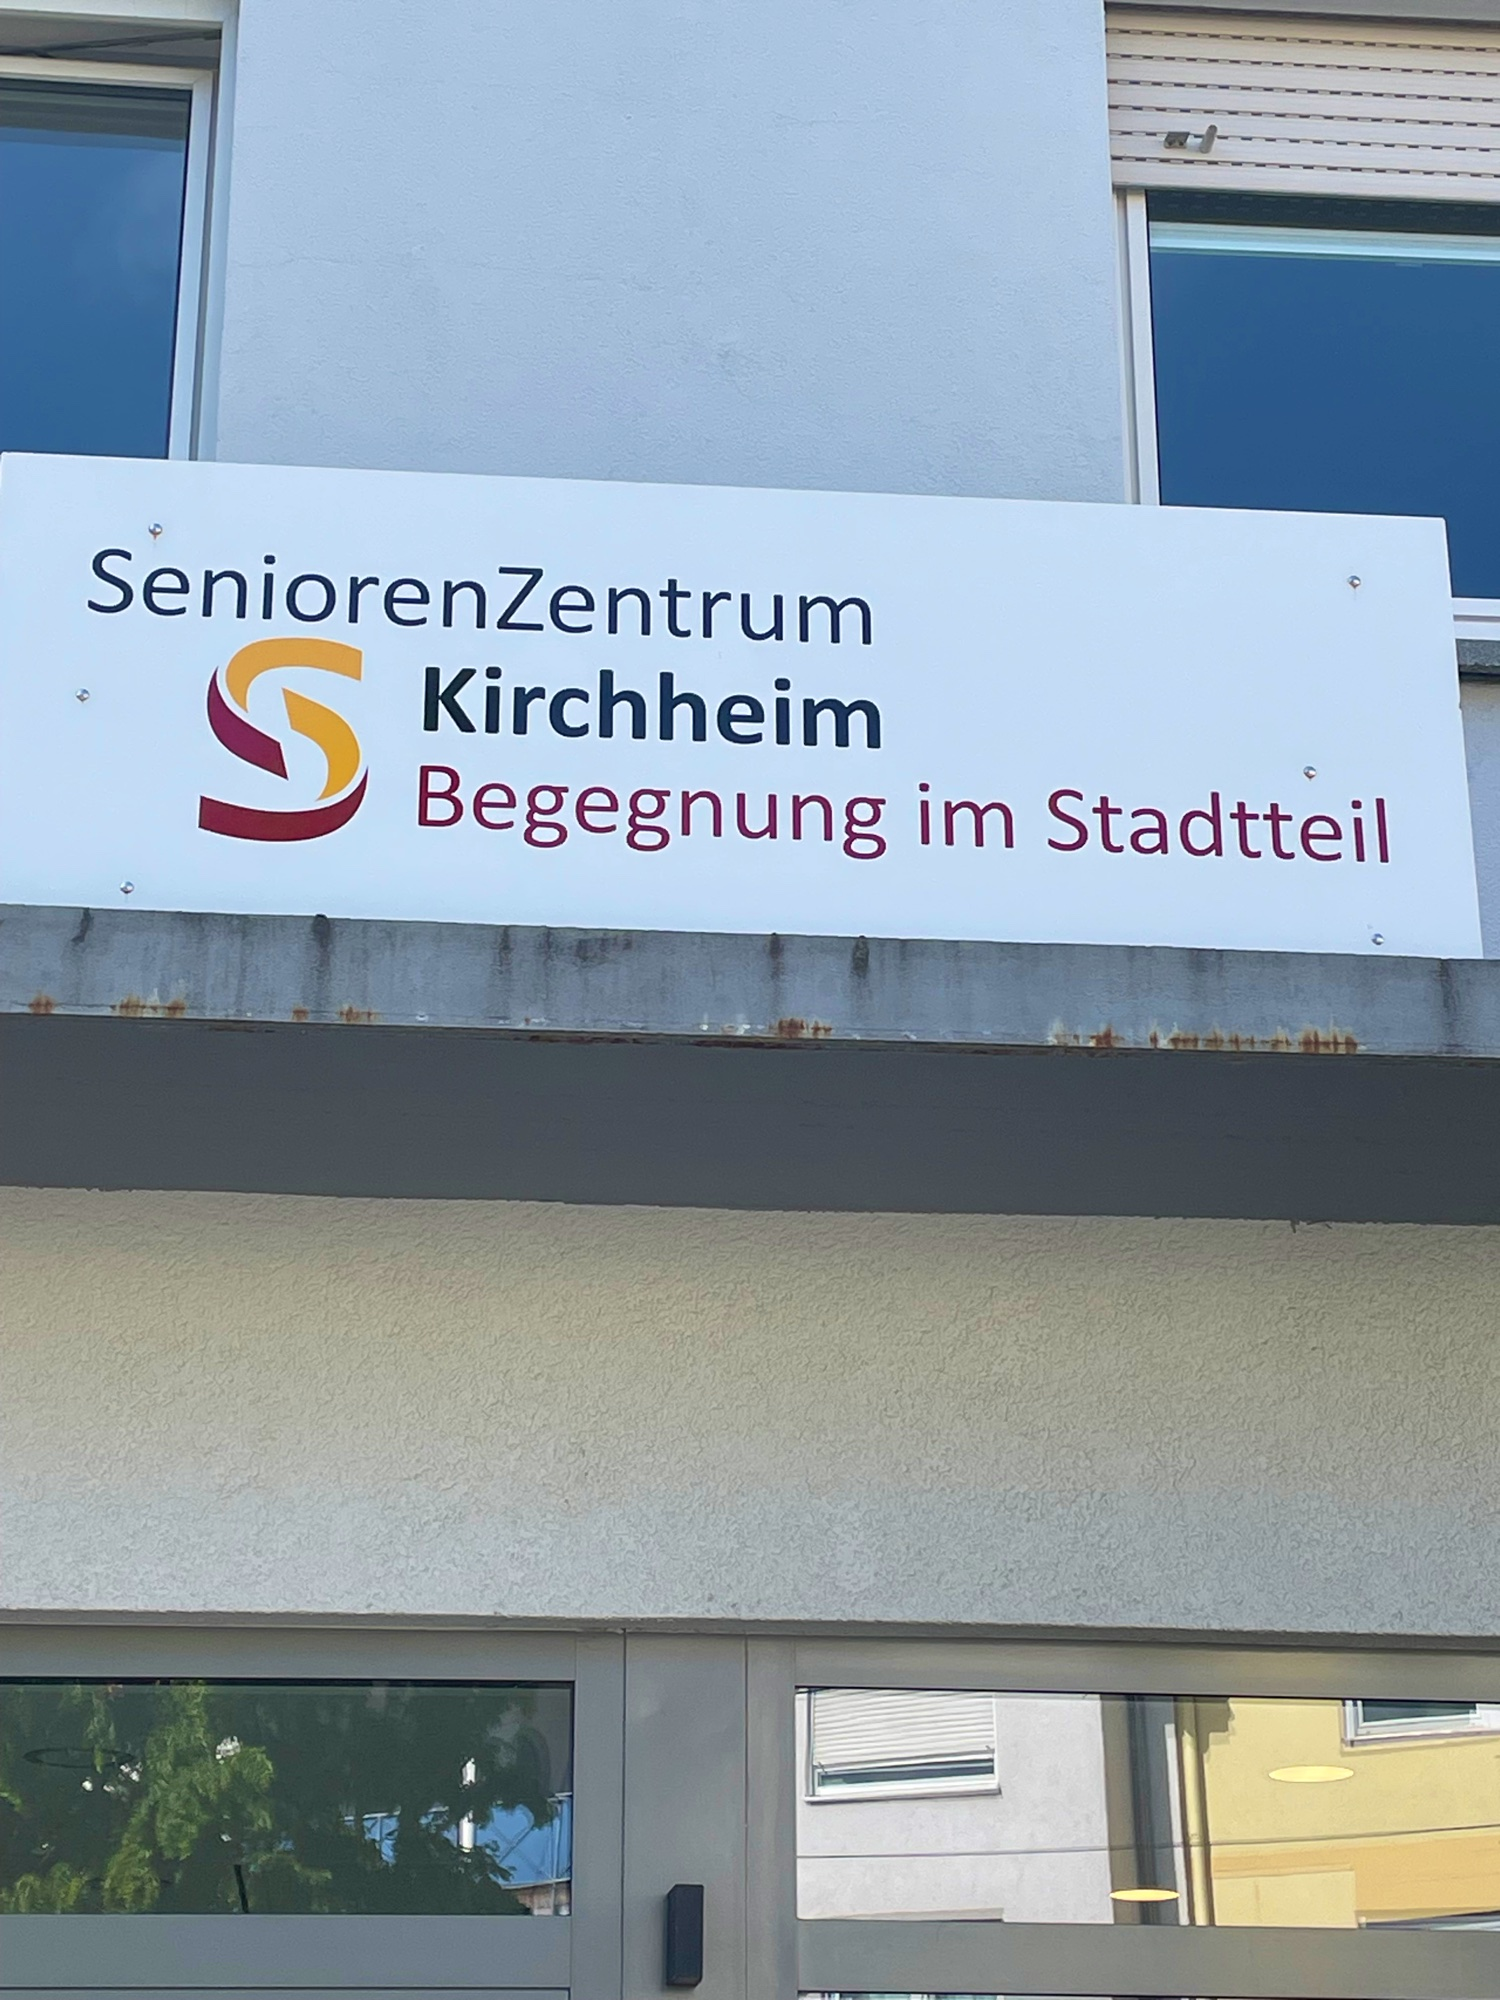 SeniorenZentrum
Kirchheim
Begegnung im Stadtteil